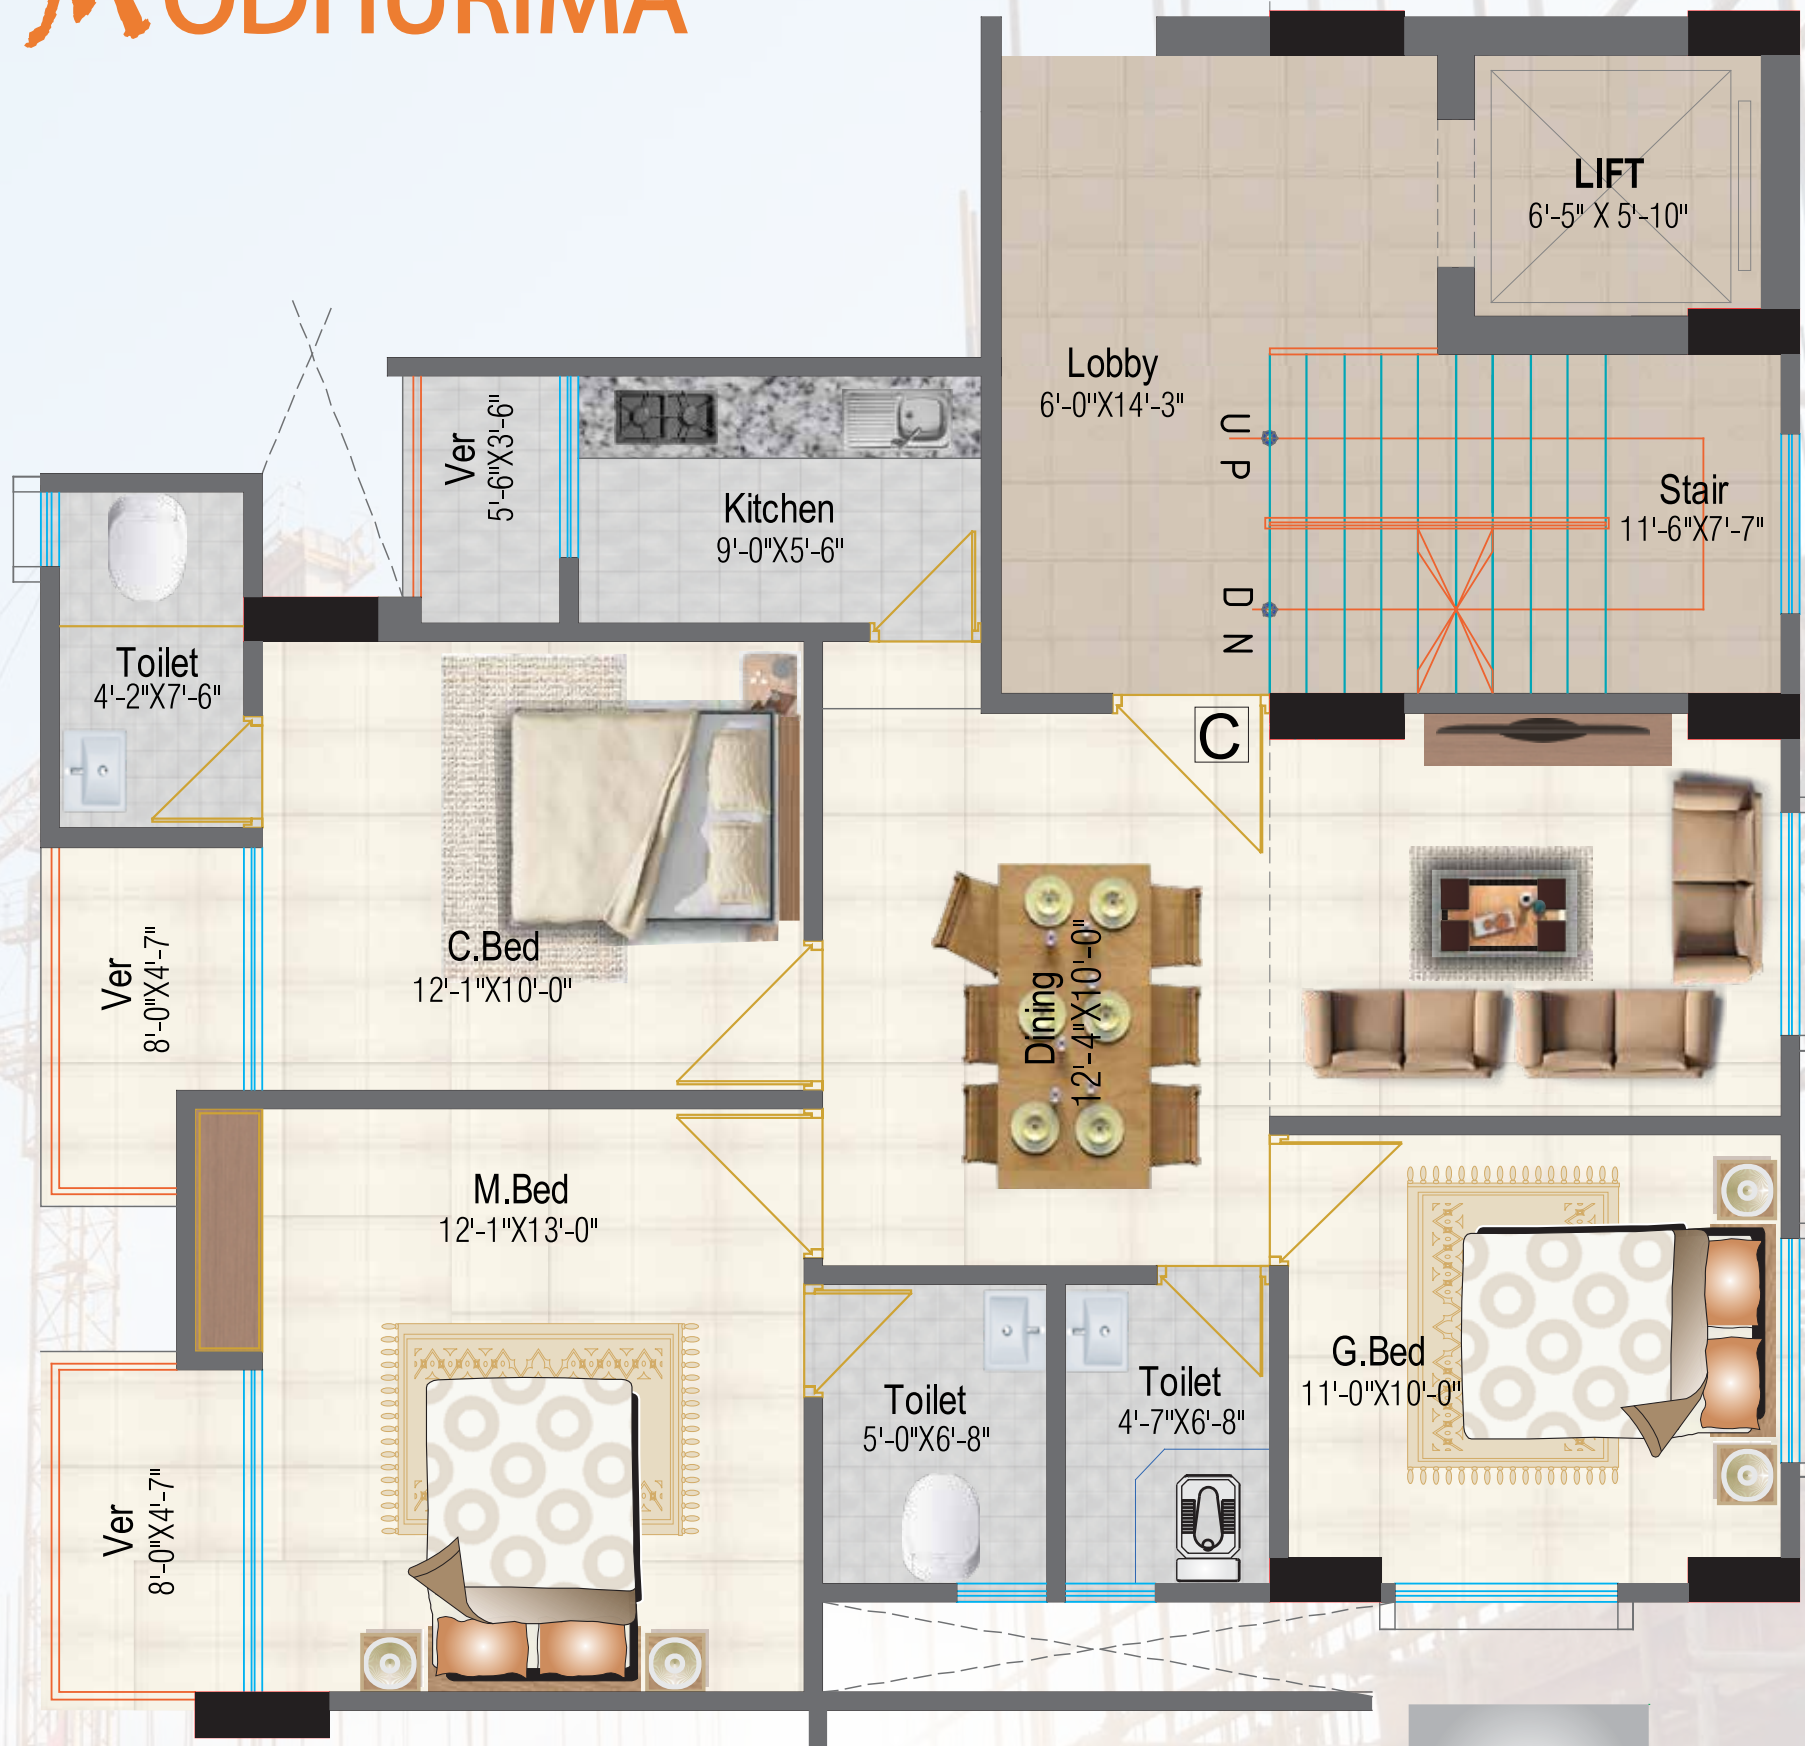 MODHURIMA
LIFT
6'-5" X 5'-10"
Lobby
6'-0"X14'-3"
UP
DN
Stair
11'-6"X7'-7"
Ver
5'-6"X3'-6"
Kitchen
9'-0"X5'-6"
Toilet
4'-2"X7'-6"
C
Ver
8'-0"X4'-7"
C.Bed
12'-1"X10'-0"
Dining
12'-4"X10'-0"
M.Bed
12'-1"X13'-0"
G.Bed
11'-0"X10'-0"
Toilet
5'-0"X6'-8"
Toilet
4'-7"X6'-8"
Ver
8'-0"X4'-7"